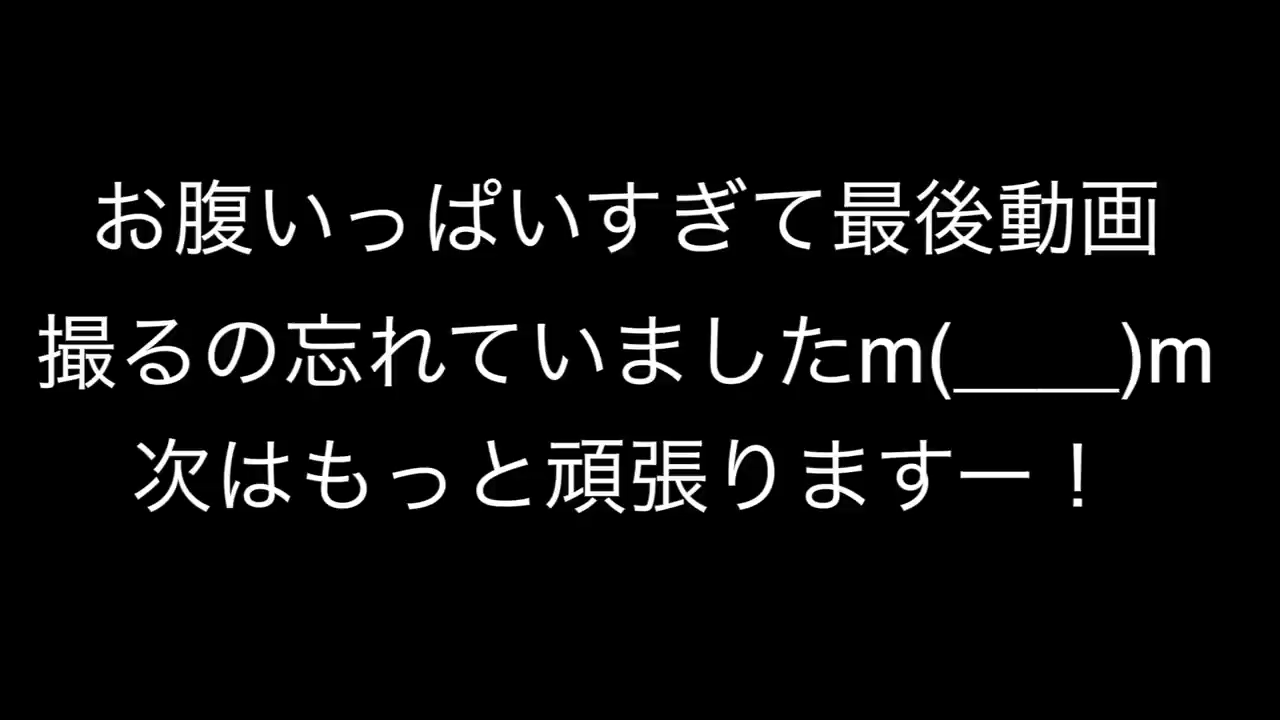 お腹いっぱいすぎて最後動画
撮るの忘れていましたm(____)m
次はもっと頑張りますー！